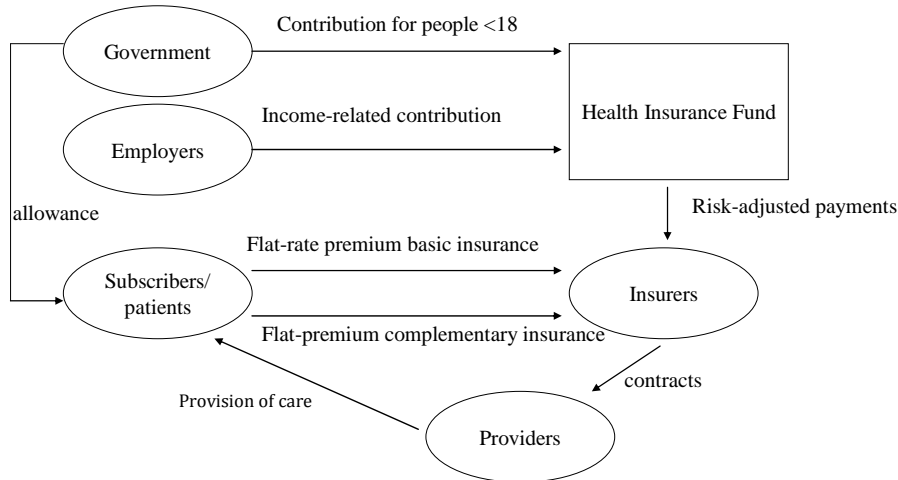 Contribution for people <18
Government
Health Insurance Fund
Income-related contribution
Employers
allowance
Risk-adjusted payments
Flat-rate premium basic insurance
Subscribers/
patients
Insurers
Flat-premium complementary insurance
contracts
Provision of care
Providers